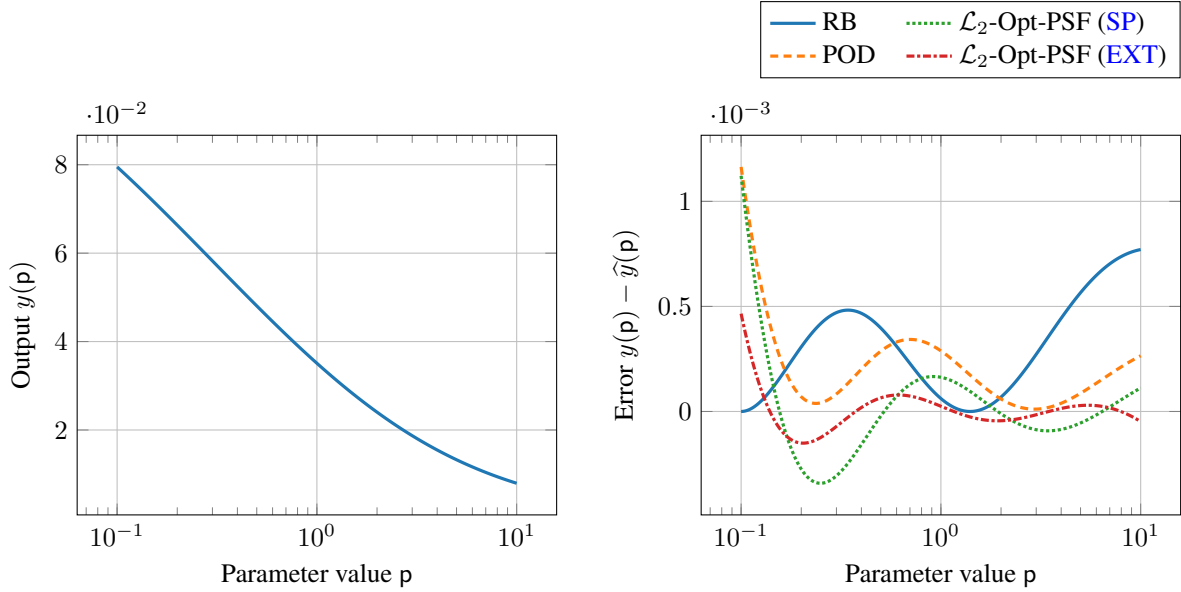 RB
POD
ℒ₂-Opt-PSF (SP)
ℒ₂-Opt-PSF (EXT)
·10⁻²
8
6
4
2
10⁻¹ 10⁰ 10¹
Parameter value p
Output y(p)
·10⁻³
1
0.5
0
10⁻¹ 10⁰ 10¹
Parameter value p
Error y(p) − ŷ(p)